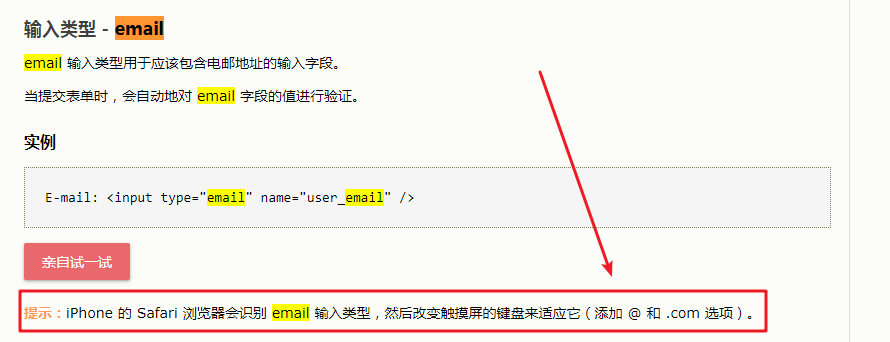 输入类型 - email
email 输入类型用于应该包含电邮地址的输入字段。
当提交表单时，会自动地对 email 字段的值进行验证。
实例
E-mail: <input type="email" name="user_email" />
亲自试一试
提示：iPhone 的 Safari 浏览器会识别 email 输入类型，然后改变触摸屏的键盘来适应它（添加 @ 和 .com 选项）。